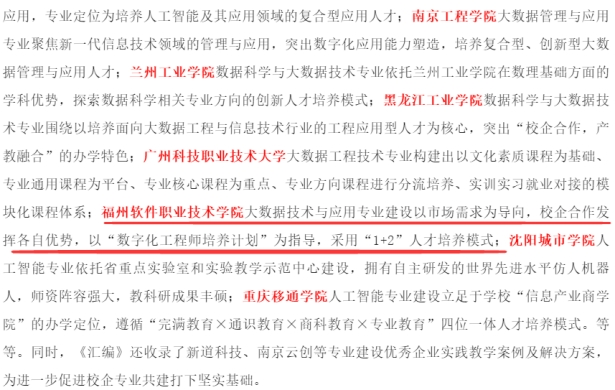 应用，专业定位为培养人工智能及其应用领域的复合型应用人才；南京工程学院大数据管理与应用
专业聚焦新一代信息技术领域的管理与应用，突出数字化应用能力塑造，培养复合型、创新型大数
据管理与应用人才；兰州工业学院数据科学与大数据技术专业依托兰州工业学院在数理基础方面的
学科优势，探索数据科学相关专业方向的创新人才培养模式；黑龙江工业学院数据科学与大数据技
术专业围绕以培养面向大数据工程与信息技术行业的工程应用型人才为核心，突出“校企合作，产
教融合”的办学特色；广州科技职业技术大学大数据工程技术专业构建出以文化素质课程为基础、
专业通用课程为平台、专业核心课程为重点、专业方向课程进行分流培养、实训实习就业对接的模
块化课程体系；福州软件职业技术学院大数据技术与应用专业建设以市场需求为导向，校企合作发
挥各自优势，以“数字化工程师培养计划”为指导，采用“1+2”人才培养模式；沈阳城市学院人
工智能专业依托省重点实验室和实验教学示范中心建设，拥有自主研发的世界先进水平仿人机器
人，师资阵容强大，教科研成果丰硕；重庆移通学院人工智能专业建设立足于学校“信息产业商学
院”的办学定位，遵循“完满教育×通识教育×商科教育×专业教育”四位一体人才培养模式。等
等。同时，《汇编》还收录了新道科技、南京云创等专业建设优秀企业实践教学案例及解决方案，
为进一步促进校企专业共建打下坚实基础。